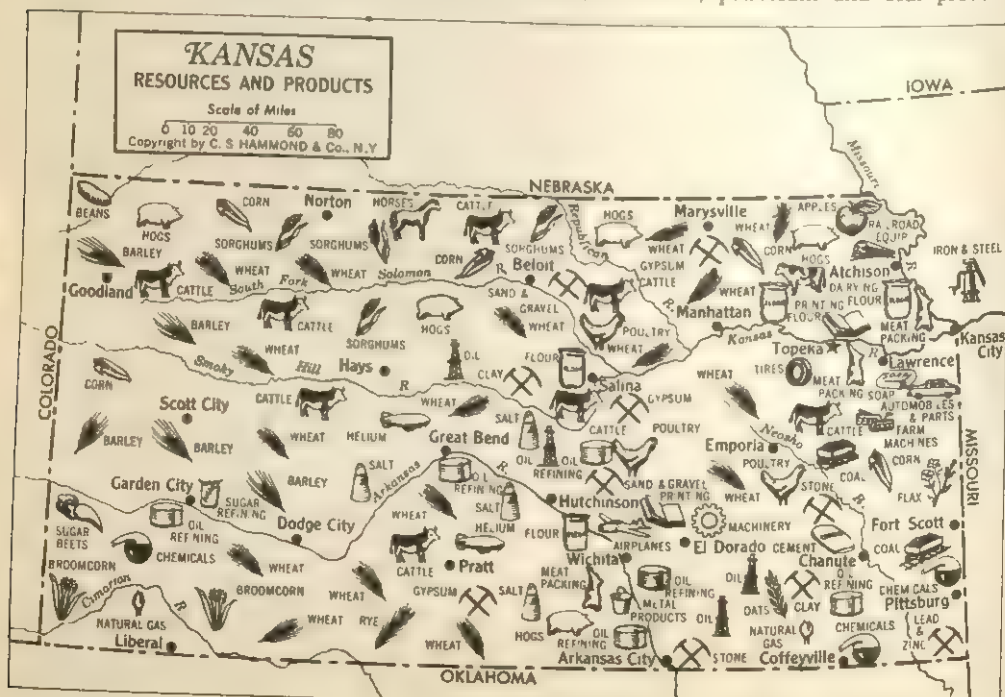 petroleum and coal prod
KANSAS
RESOURCES AND PRODUCTS
Scale of Miles
0 10 20 40 60 80
Copyright by C. S HAMMOND & Co., N.Y
IOWA
Missouri
NEBRASKA
BEANS
HOGS
CORN
Norton
HORSES
CATTLE
SORGHUMS
SORGHUMS
SORGHUMS
Republican
HOGS
Marysville
WHEAT
WHEAT
APPLES
RAILROAD
EQUIP
R
BARLEY
Goodland
CATTLE
WHEAT
South Fork
WHEAT
Solomon
R.
CORN
Beloit
CATTLE
GYPSUM
R
CORN
HOGS
Atchison
IRON & STEEL
SAND &
GRAVEL
WHEAT
WHEAT
Manhattan
DAIRYING
FLOUR
PRINTING
FLOUR
MEAT
PACKING
Kansas
City
BARLEY
WHEAT
CATTLE
SORGHUMS
HOGS
POULTRY
WHEAT
Kansas
Topeka
R
Lawrence
COLORADO
CORN
Smoky
Hill
Hays
R
OIL
CLAY
FLOUR
Salina
WHEAT
TIRES
MEAT
PACKING
SOAP
AUTOMOBILES
& PARTS
Scott City
CATTLE
WHEAT
SALT
CATTLE
GYPSUM
CATTLE
FARM
MACHINES
BARLEY
BARLEY
WHEAT
HELIUM
Great Bend
OIL
REFINING
OIL
POULTRY
Emporia
Neosho
COAL
CORN
MISSOURI
BARLEY
SALT
Arkansas
R.
OIL
REFINING
SAND & GRAVEL
PRINTING
WHEAT
POULTRY
STONE
R.
FLAX
Garden City
SUGAR
REFINING
Dodge City
WHEAT
SALT
HELIUM
Hutchinson
SUGAR
BEETS
OIL
REFINING
CHEMICALS
WHEAT
CATTLE
Pratt
FLOUR
AIRPLANES
MACHINERY
El Dorado
CEMENT
Chanute
Fort Scott
COAL
BROOMCORN
Cimarron
R
BROOMCORN
WHEAT
GYPSUM
MEAT
PACKING
Wichita
OIL
REFINING
OIL
OIL
REFINING
CHEMICALS
Pittsburg
NATURAL GAS
Liberal
WHEAT
RYE
WHEAT
SALT
HOGS
METAL
PRODUCTS
OIL
OATS
CLAY
CHEMICALS
LEAD
&
ZINC
OIL
REFINING
Arkansas City
STONE
NATURAL
GAS
Coffeyville
OKLAHOMA